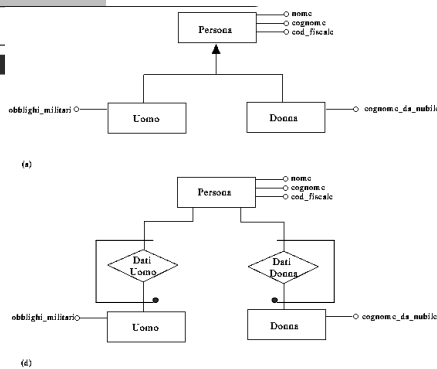 nome
cognome
cod_fiscale
Persona
obblighi_militari
Uomo
Donna
cognome_da_nubile
(a)
nome
cognome
cod_fiscale
Persona
Dati
Uomo
Dati
Donna
obblighi_militari
Uomo
Donna
cognome_da_nubile
(d)